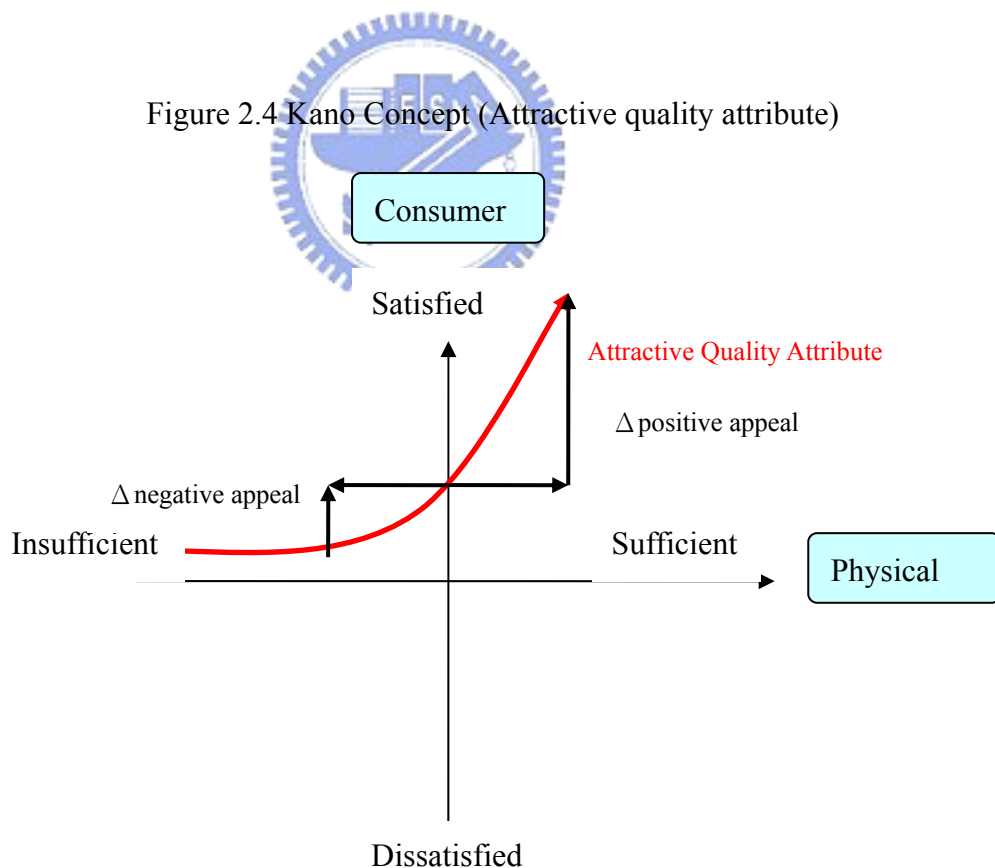 Figure 2.4 Kano Concept (Attractive quality attribute)
Consumer
Satisfied
Attractive Quality Attribute
Δ positive appeal
Δ negative appeal
Insufficient
Sufficient
Physical
Dissatisfied